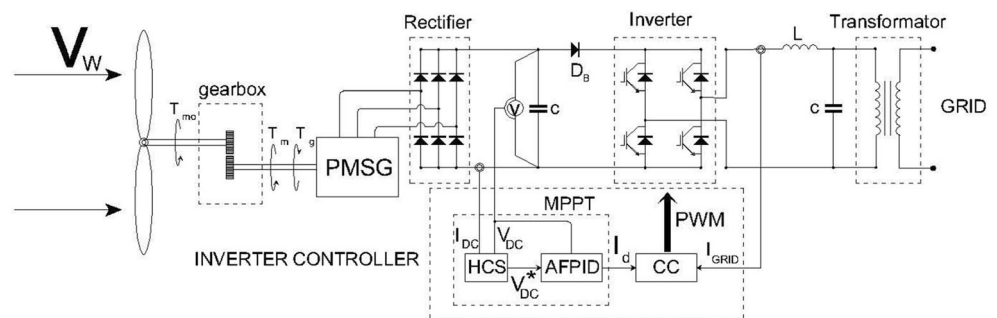 Rectifier
Inverter
Transformator
V_W
gearbox
T_mo
T_m
T_g
PMSG
V
C
D_B
L
C
GRID
MPPT
PWM
I_DC
V_DC
I_d
I_GRID
INVERTER CONTROLLER
HCS
V_DC*
AFPID
CC